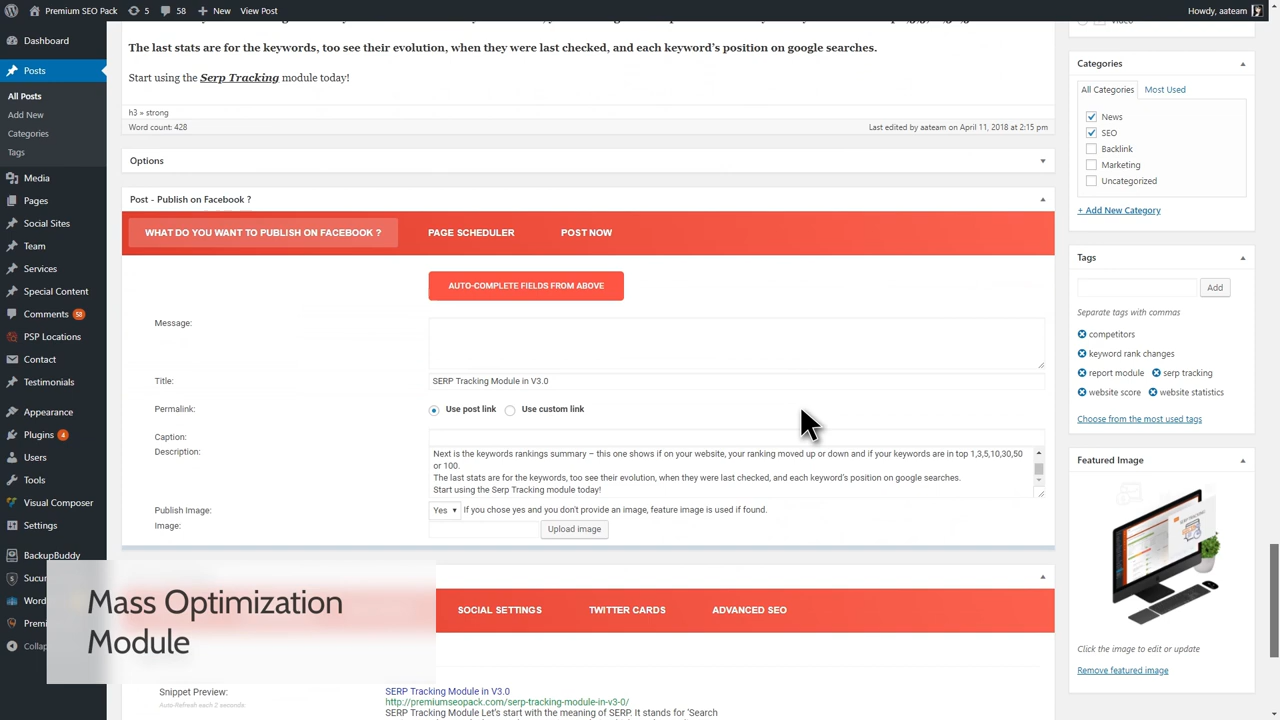 Premium SEO Pack 5 58 New View Post Howdy, aateam
Dashboard
Posts
All Posts
Add New
Categories
Tags
Media
Pages
Social Sites
Team
Services
Special Content
Comments 58
PSP Locations
Contact
Testimonials
Appearance
Plugins 4
Users
Tools
Visual Composer
Settings
BackupBuddy
The last stats are for the keywords, too see their evolution, when they were last checked, and each keyword's position on google searches.
Start using the Serp Tracking module today!
h3 » strong
Word count: 428 Last edited by aateam on April 11, 2018 at 2:15 pm
Options
Post - Publish on Facebook ?
WHAT DO YOU WANT TO PUBLISH ON FACEBOOK ? PAGE SCHEDULER POST NOW
AUTO-COMPLETE FIELDS FROM ABOVE
Message:
Title: SERP Tracking Module in V3.0
Permalink: Use post link Use custom link
Caption:
Description: Next is the keywords rankings summary – this one shows if on your website, your ranking moved up or down and if your keywords are in top 1,3,5,10,30,50
or 100.
The last stats are for the keywords, too see their evolution, when they were last checked, and each keyword's position on google searches.
Start using the Serp Tracking module today!
Publish Image: Yes If you chose yes and you don't provide an image, feature image is used if found.
Image: Upload image
Mass Optimization
Module
SOCIAL SETTINGS TWITTER CARDS ADVANCED SEO
Snippet Preview:
Auto-Refresh each 2 seconds
SERP Tracking Module in V3.0
http://premiumseopack.com/serp-tracking-module-in-v3-0/
SERP Tracking Module Let's start with the meaning of SERP. It stands for 'Search
Video
Categories
All Categories Most Used
News
SEO
Backlink
Marketing
Uncategorized
+ Add New Category
Tags
Add
Separate tags with commas
competitors
keyword rank changes
report module serp tracking
website score website statistics
Choose from the most used tags
Featured Image
Click the image to edit or update
Remove featured image